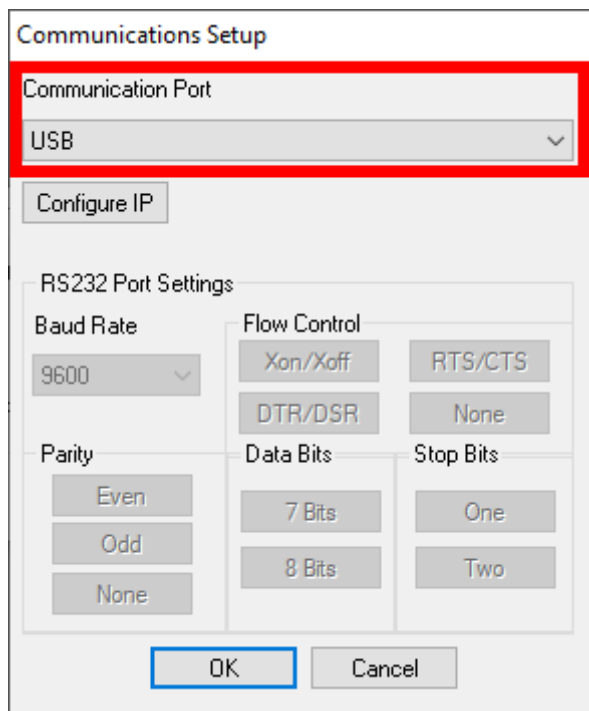 Communications Setup
Communication Port
USB
Configure IP
RS232 Port Settings
Baud Rate
9600
Flow Control
Xon/Xoff RTS/CTS
DTR/DSR None
Parity
Even
Odd
None
Data Bits
7 Bits
8 Bits
Stop Bits
One
Two
OK Cancel